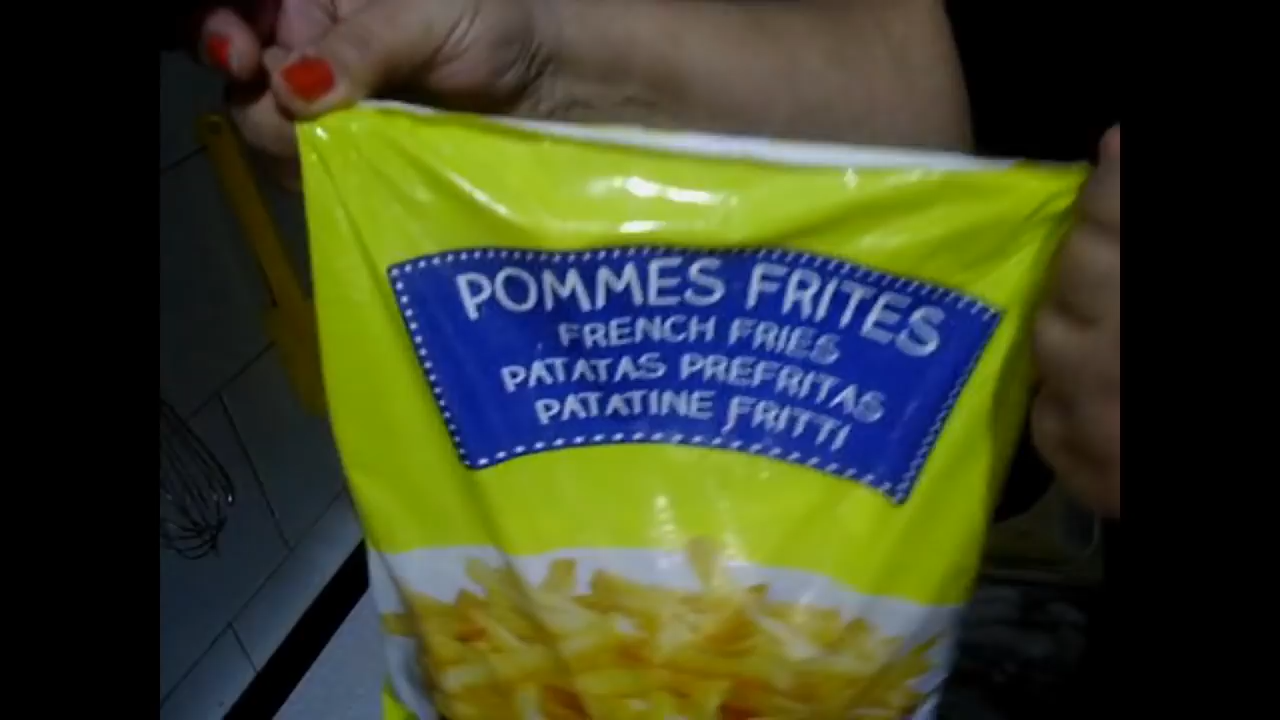 POMMES FRITES
FRENCH FRIES
PATATAS PREFRITAS
PATATINE FRITTI